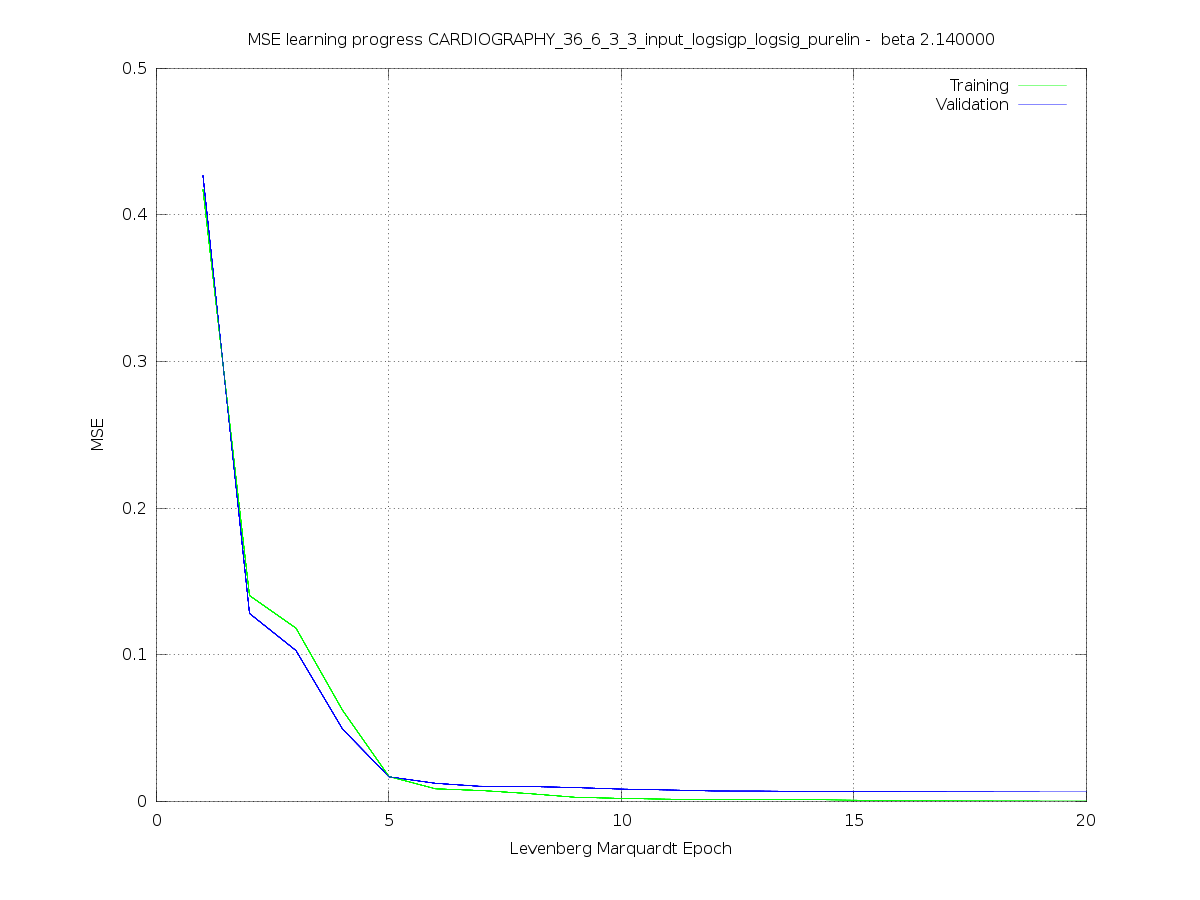 MSE learning progress CARDIOGRAPHY_36_6_3_3_input_logsigp_logsig_purelin -  beta 2.140000
Training
Validation
0.5
0.4
0.3
0.2
0.1
0
MSE
0 5 10 15 20
Levenberg Marquardt Epoch